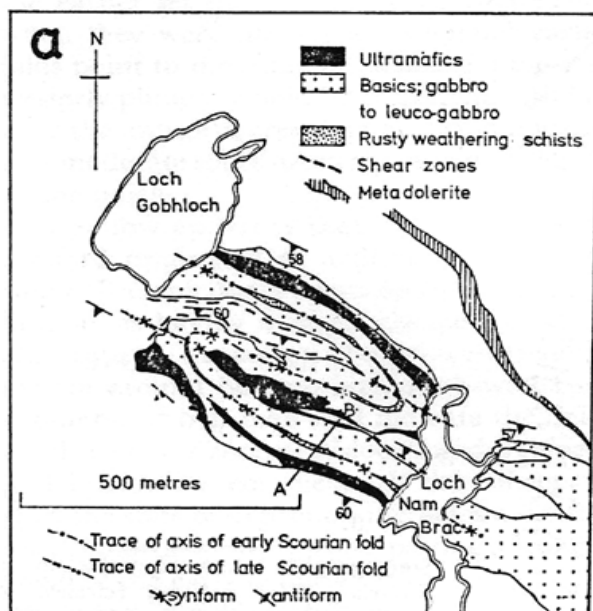 a
N
Ultramafics
Basics; gabbro
to leuco-gabbro
Rusty weathering schists
Shear zones
Metadolerite
Loch
Gobhloch
58
60
B
A
500 metres
60
Loch
Nam
Brac
Trace of axis of early Scourian fold
Trace of axis of late Scourian fold
synform
antiform